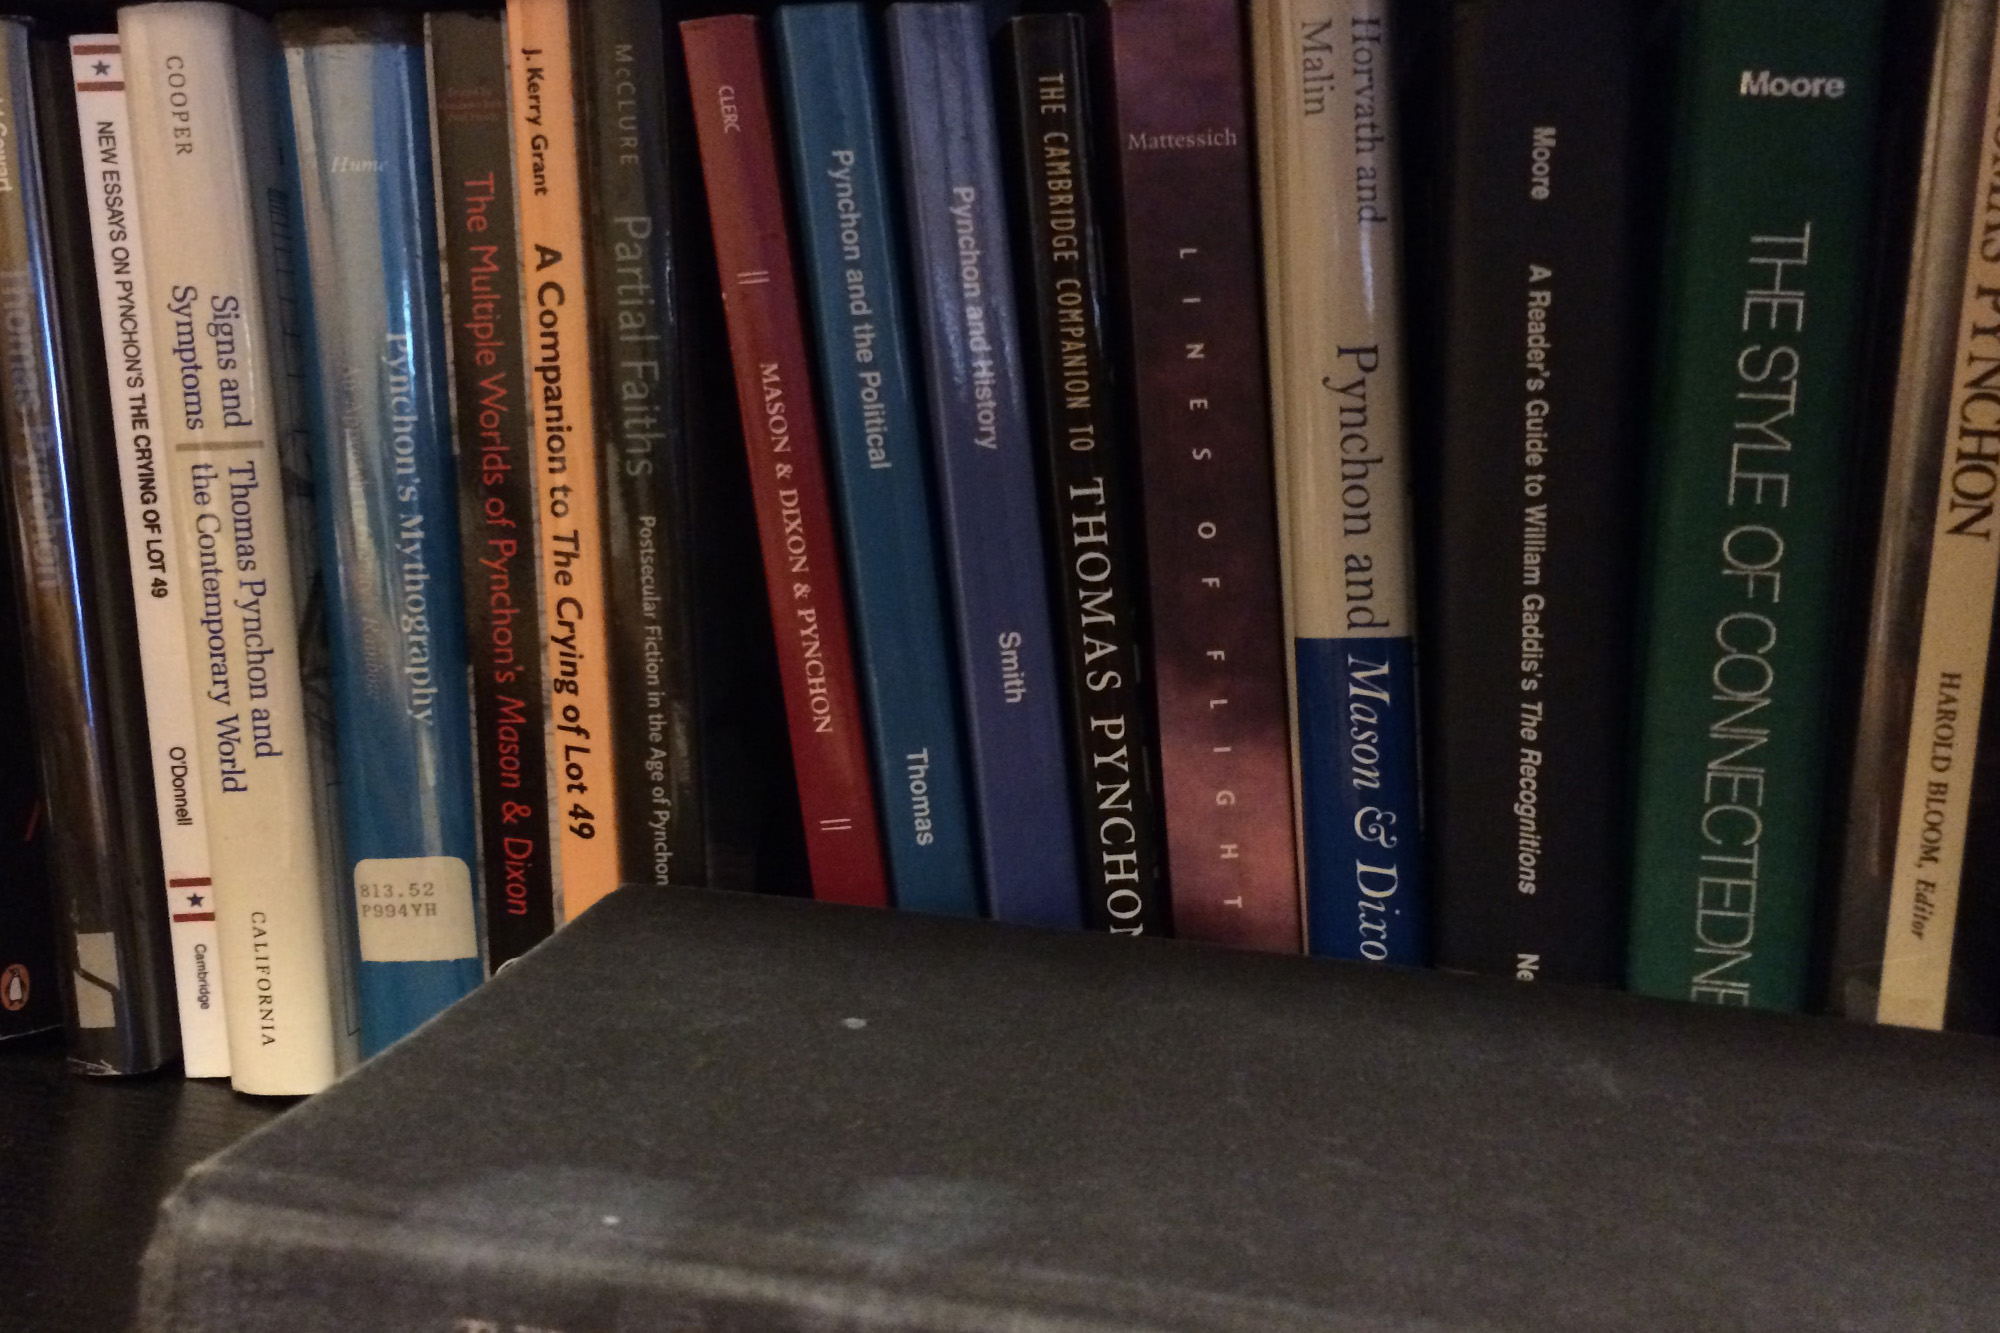 Thomas Pynchon
NEW ESSAYS ON PYNCHON'S THE CRYING OF LOT 49
O'Donnell
Cambridge
COOPER
Signs and
Symptoms
Thomas Pynchon and
the Contemporary World
CALIFORNIA
Hume
Pynchon's Mythography
813.52
P994YH
The Multiple Worlds of Pynchon's Mason & Dixon
J. Kerry Grant
A Companion to The Crying of Lot 49
McCLURE
Partial Faiths
Postsecular Fiction in the Age of Pynchon
CLERC
MASON & DIXON & PYNCHON
Pynchon and the Political
Thomas
Pynchon and History
Smith
THE CAMBRIDGE COMPANION TO THOMAS PYNCHON
Mattessich
LINES OF FLIGHT
Horvath and
Malin
Pynchon and
Mason & Dixo
Moore
A Reader's Guide to William Gaddis's The Recognitions
Ne
Moore
THE STYLE OF CONNECTEDNE
PYNCHON
HAROLD BLOOM, Editor